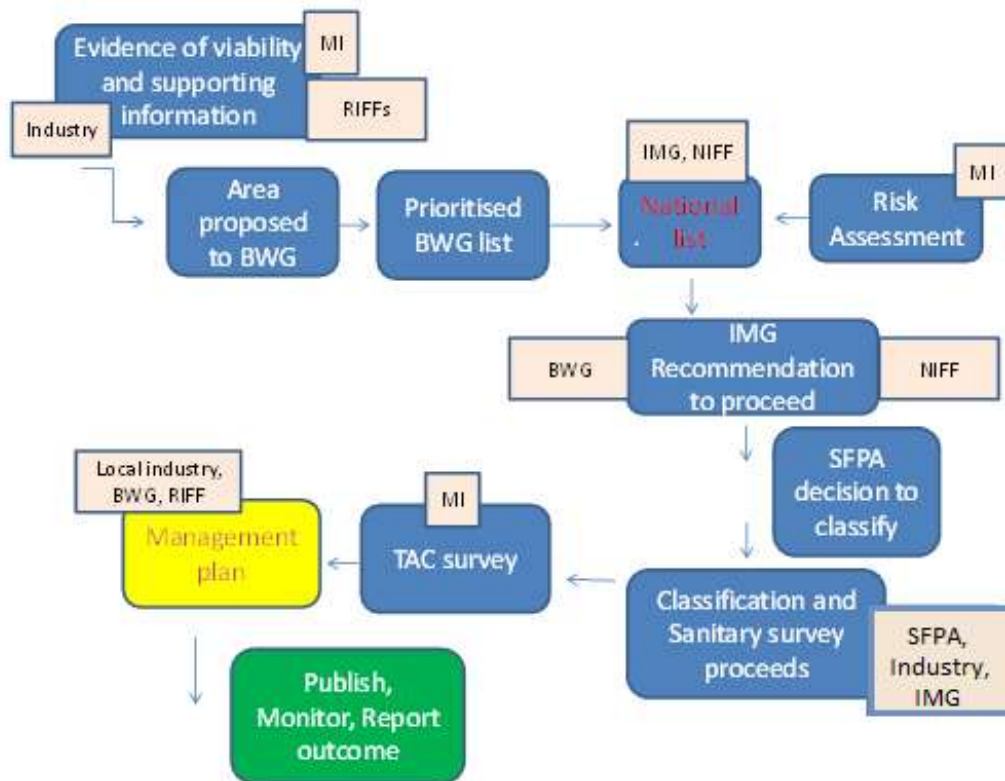 Evidence of viability
and supporting
information
MI
RIFFs
Industry
Area
proposed
to BWG
Prioritised
BWG list
IMG, NIFF
National
list
MI
Risk
Assessment
BWG
IMG
Recommendation
to proceed
NIFF
SFPA
decision to
classify
Classification and
Sanitary survey
proceeds
SFPA,
Industry,
IMG
MI
TAC survey
Local industry,
BWG, RIFF
Management
plan
Publish,
Monitor, Report
outcome